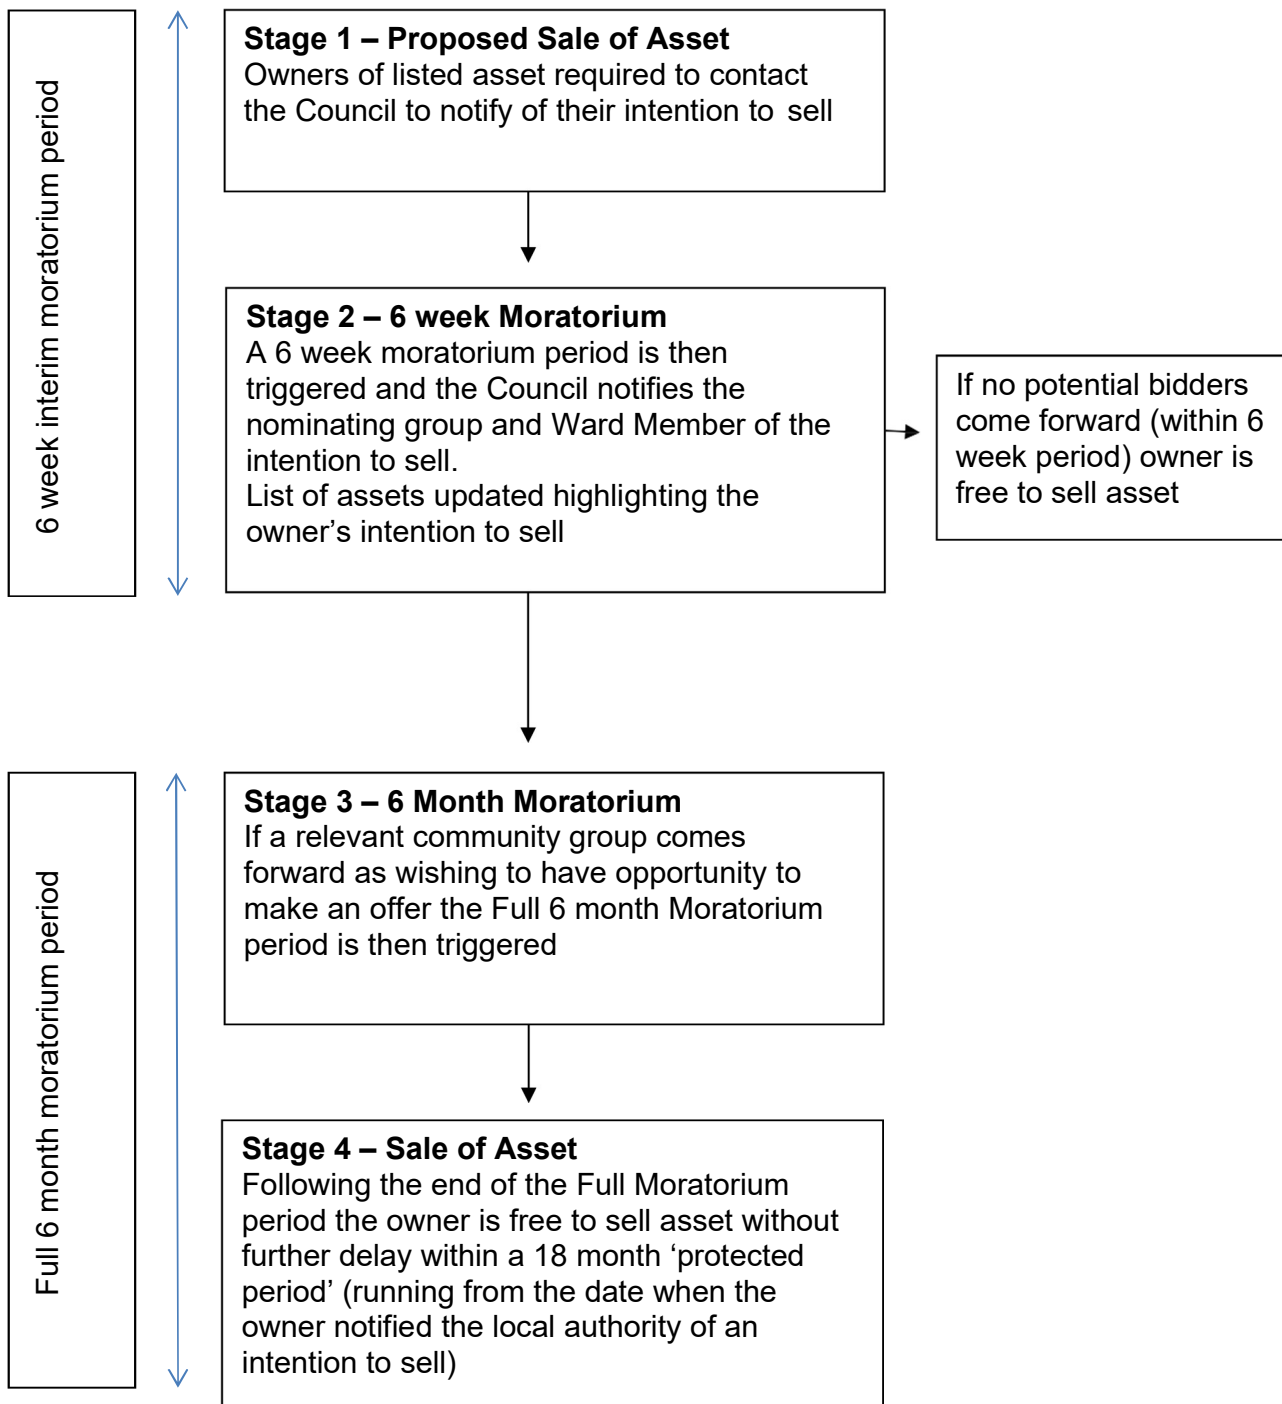 6 week interim moratorium period
Stage 1 – Proposed Sale of Asset
Owners of listed asset required to contact
the Council to notify of their intention to sell
Stage 2 – 6 week Moratorium
A 6 week moratorium period is then
triggered and the Council notifies the
nominating group and Ward Member of the
intention to sell.
List of assets updated highlighting the
owner’s intention to sell
If no potential bidders
come forward (within 6
week period) owner is
free to sell asset
Full 6 month moratorium period
Stage 3 – 6 Month Moratorium
If a relevant community group comes
forward as wishing to have opportunity to
make an offer the Full 6 month Moratorium
period is then triggered
Stage 4 – Sale of Asset
Following the end of the Full Moratorium
period the owner is free to sell asset without
further delay within a 18 month ‘protected
period’ (running from the date when the
owner notified the local authority of an
intention to sell)